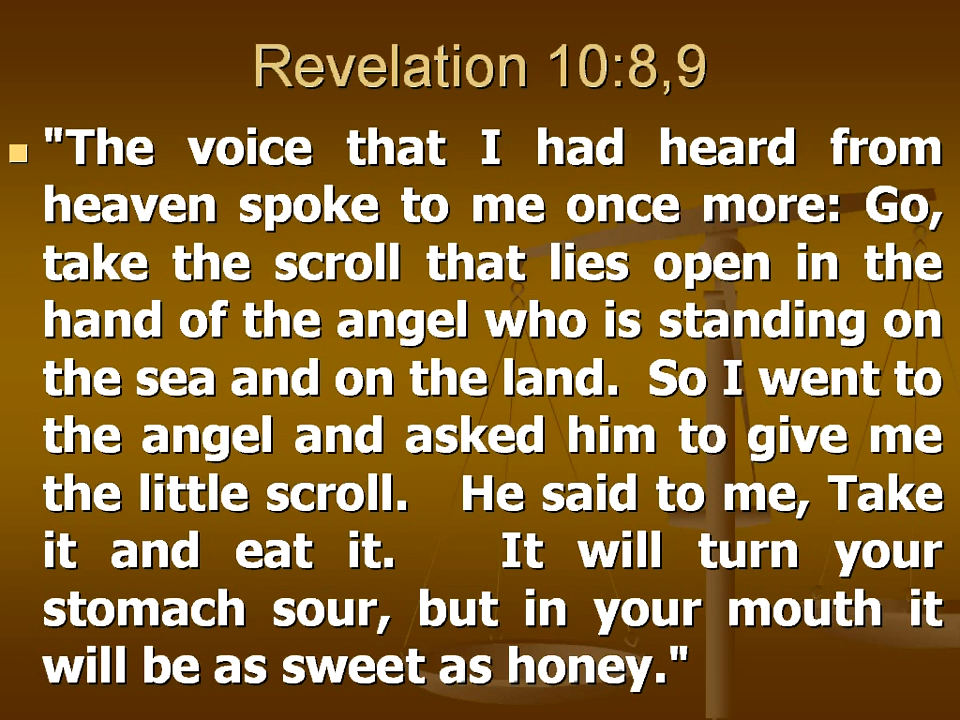 Revelation 10:8,9
"The voice that I had heard from
heaven spoke to me once more: Go,
take the scroll that lies open in the
hand of the angel who is standing on
the sea and on the land.  So I went to
the angel and asked him to give me
the little scroll.   He said to me, Take
it and eat it.    It will turn your
stomach sour, but in your mouth it
will be as sweet as honey."